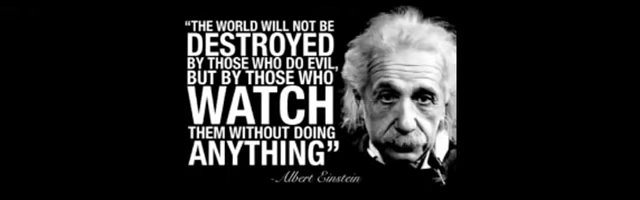 “THE WORLD WILL NOT BE
DESTROYED
BY THOSE WHO DO EVIL,
BUT BY THOSE WHO
WATCH
THEM WITHOUT DOING
ANYTHING”
-Albert Einstein